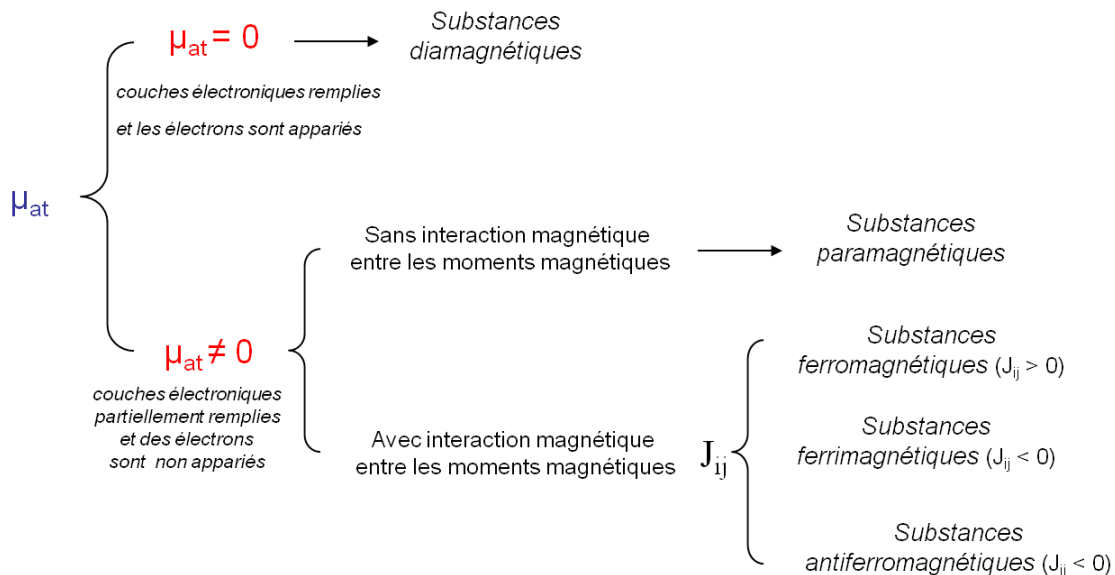 μat = 0
Substances
diamagnétiques
couches électroniques remplies
et les électrons sont appariés
μat
Sans interaction magnétique
entre les moments magnétiques
Substances
paramagnétiques
μat ≠ 0
couches électroniques
partiellement remplies
et des électrons
sont non appariés
Avec interaction magnétique
entre les moments magnétiques
Jij
Substances
ferromagnétiques (Jij > 0)
Substances
ferrimagnétiques (Jij < 0)
Substances
antiferromagnétiques (Jij < 0)